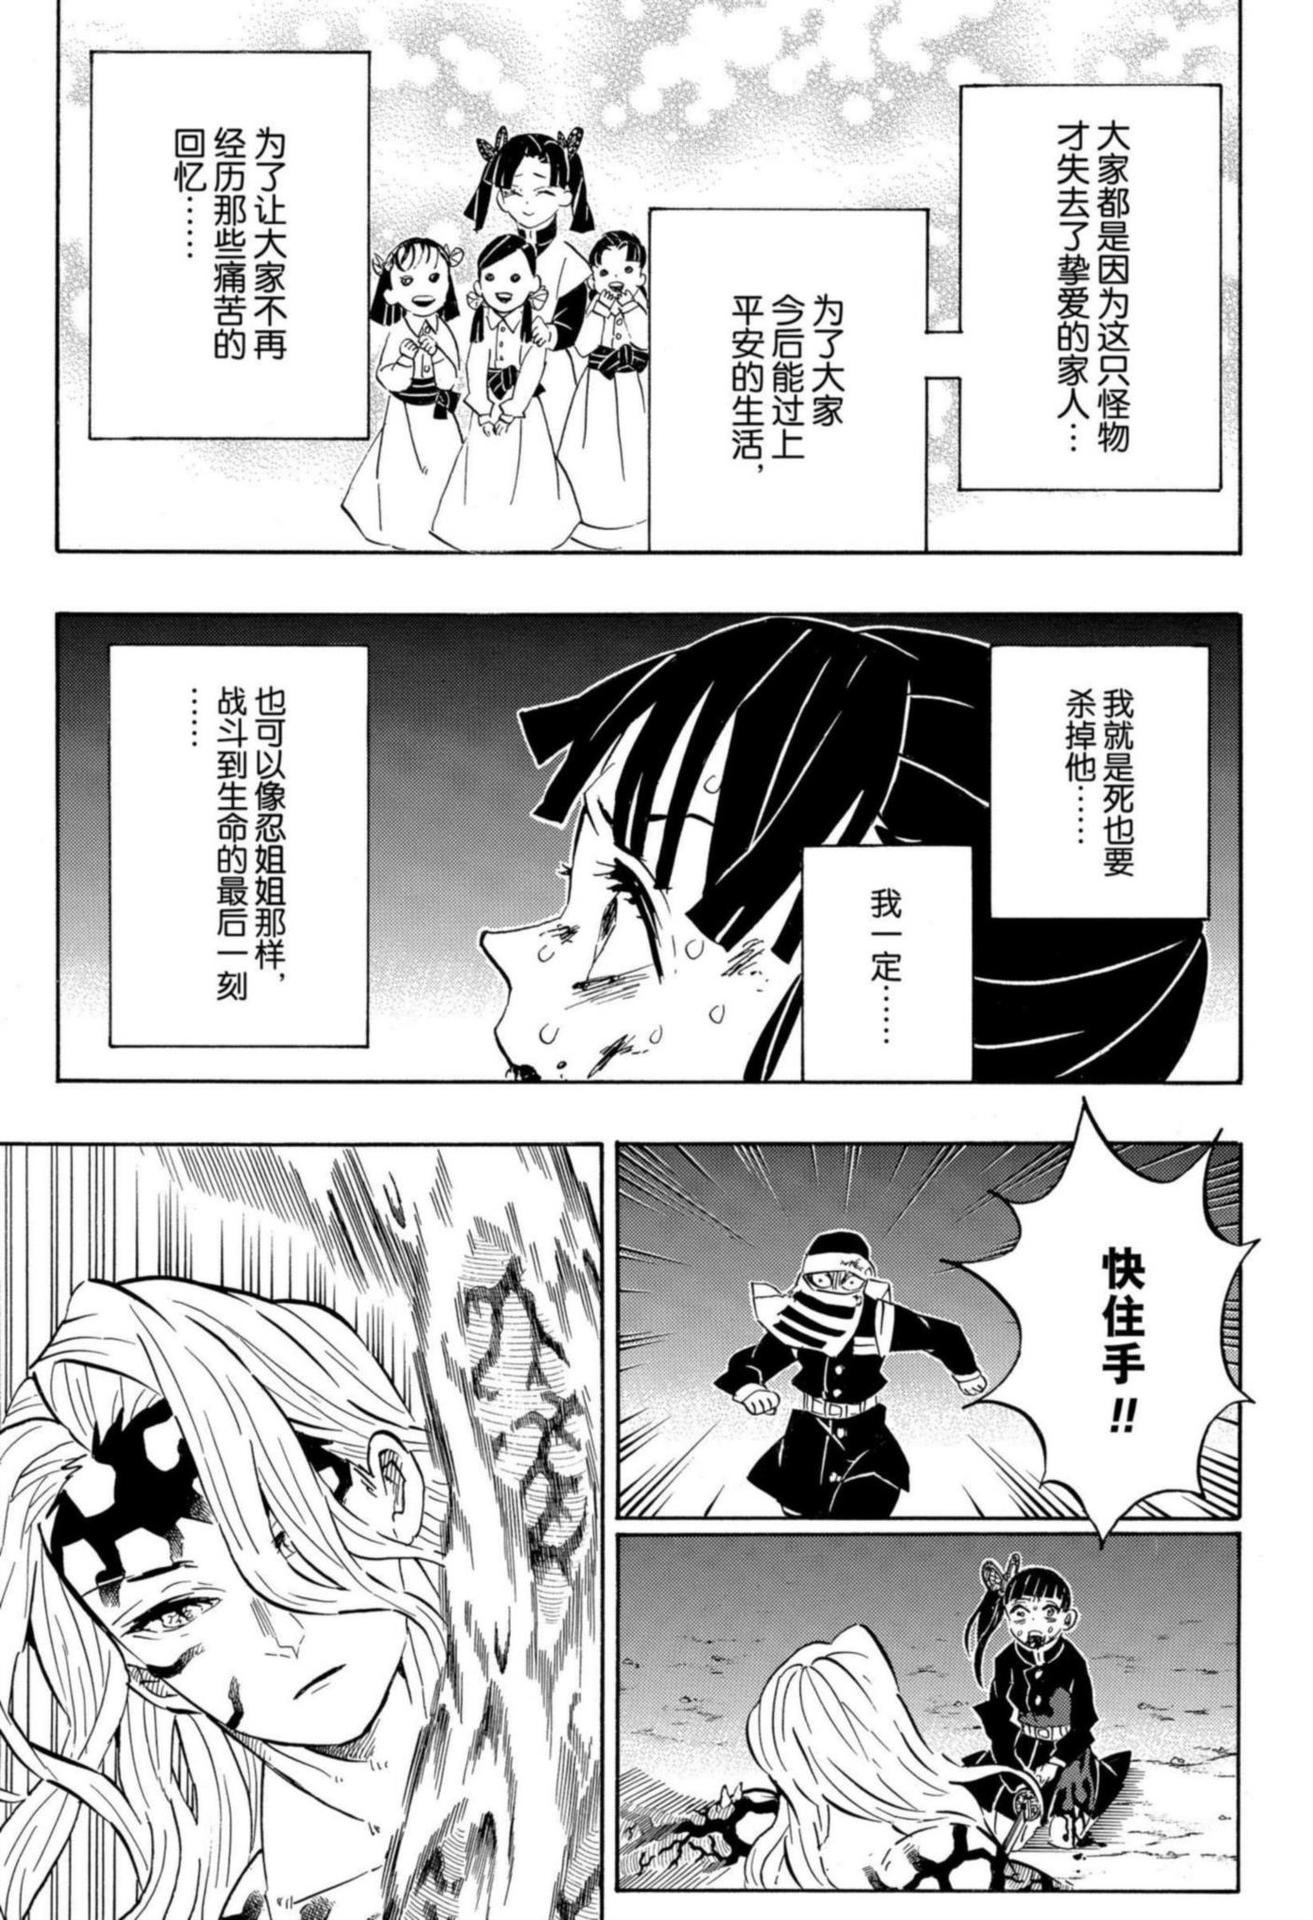 大家都是因为这只怪物
才失去了挚爱的家人…
为了大家
今后能过上
平安的生活，
为了让大家不再
经历那些痛苦的
回忆……
我就是死也要
杀掉他……
我一定……
也可以像忍姐姐那样，
战斗到生命的最后一刻
……
快住手!!